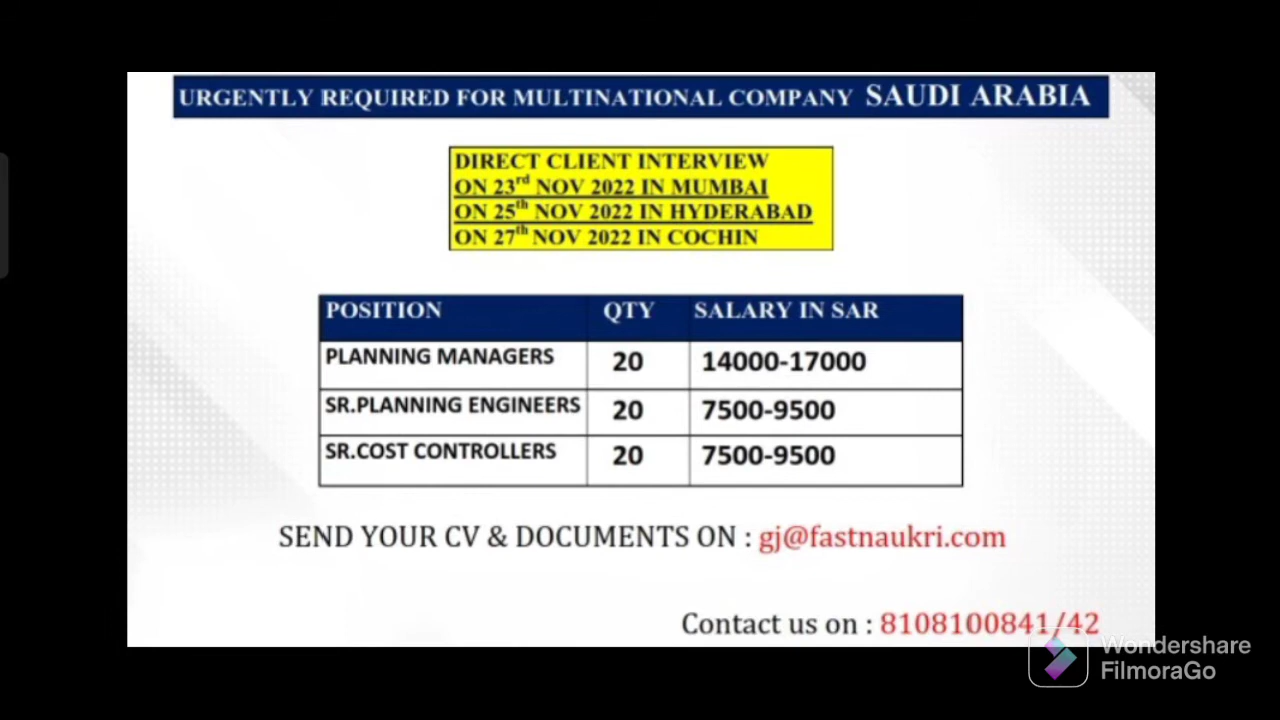 URGENTLY REQUIRED FOR MULTINATIONAL COMPANY SAUDI ARABIA
DIRECT CLIENT INTERVIEW
ON 23rd NOV 2022 IN MUMBAI
ON 25th NOV 2022 IN HYDERABAD
ON 27th NOV 2022 IN COCHIN
POSITION QTY SALARY IN SAR
PLANNING MANAGERS 20 14000-17000
SR.PLANNING ENGINEERS 20 7500-9500
SR.COST CONTROLLERS 20 7500-9500
SEND YOUR CV & DOCUMENTS ON : gj@fastnaukri.com
Contact us on : 8108100841/42
Wondershare
FilmoraGo